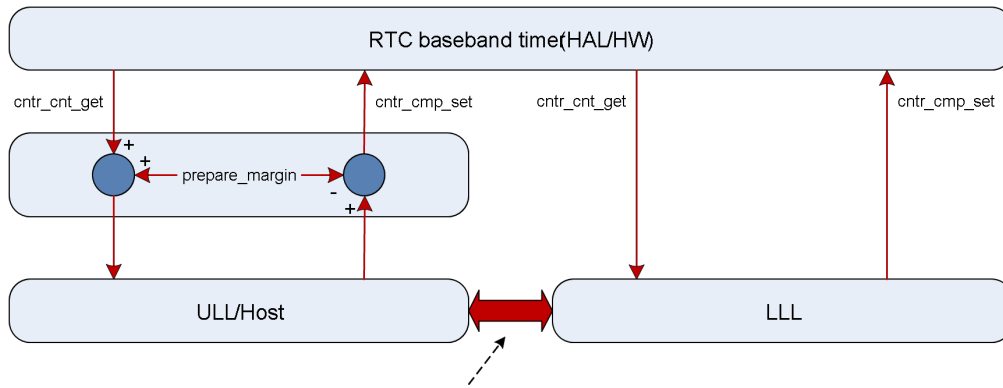 RTC baseband time(HAL/HW)
cntr_cnt_get
cntr_cmp_set
cntr_cnt_get
cntr_cmp_set
+
+
prepare_margin
-
+
ULL/Host
LLL